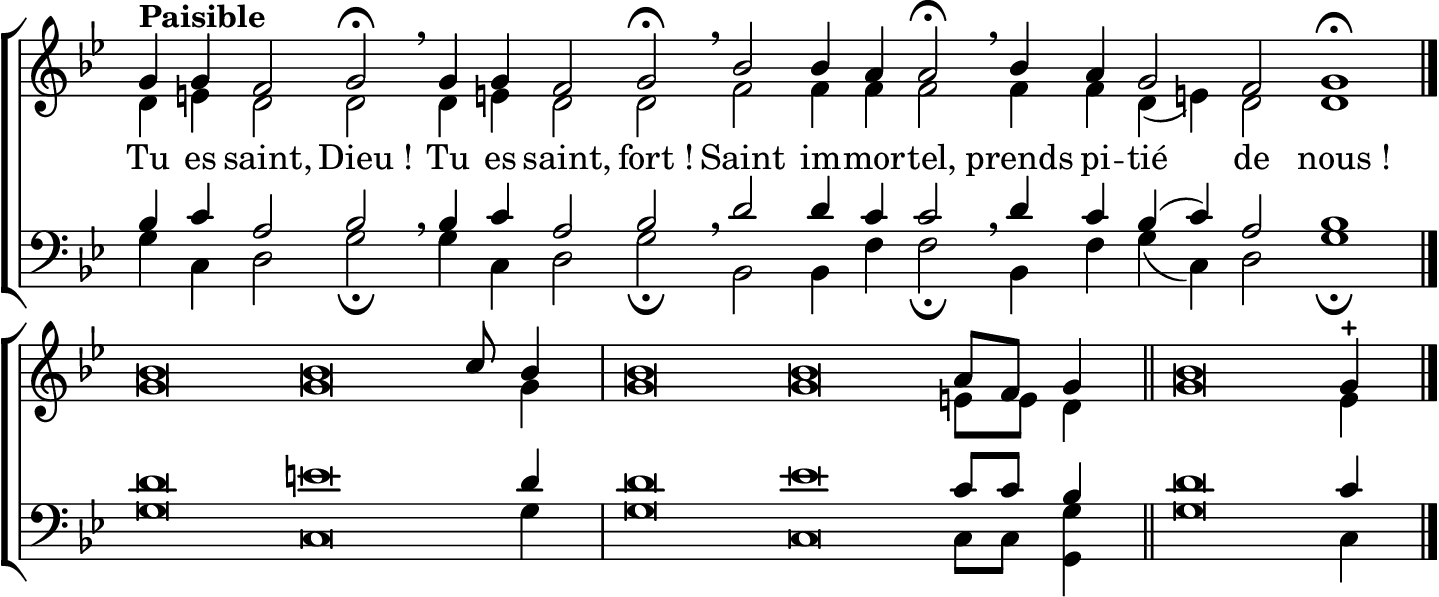 Paisible
Tu es saint, Dieu ! Tu es saint, fort ! Saint immortel, prends pi -- tié de nous !